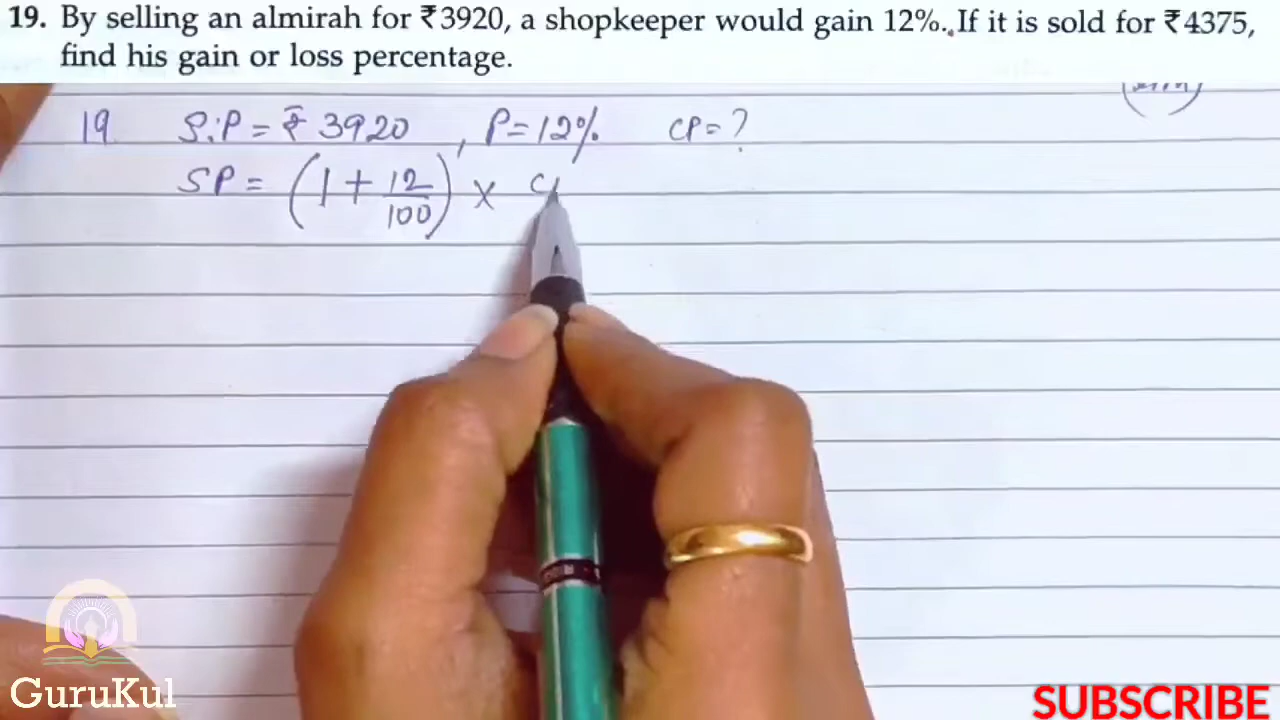 19. By selling an almirah for ₹3920, a shopkeeper would gain 12%. If it is sold for ₹4375,
find his gain or loss percentage.
19 S.P = ₹ 3920 , P = 12% CP = ?
SP = (1 + 12/100) × C
GuruKul
SUBSCRIBE